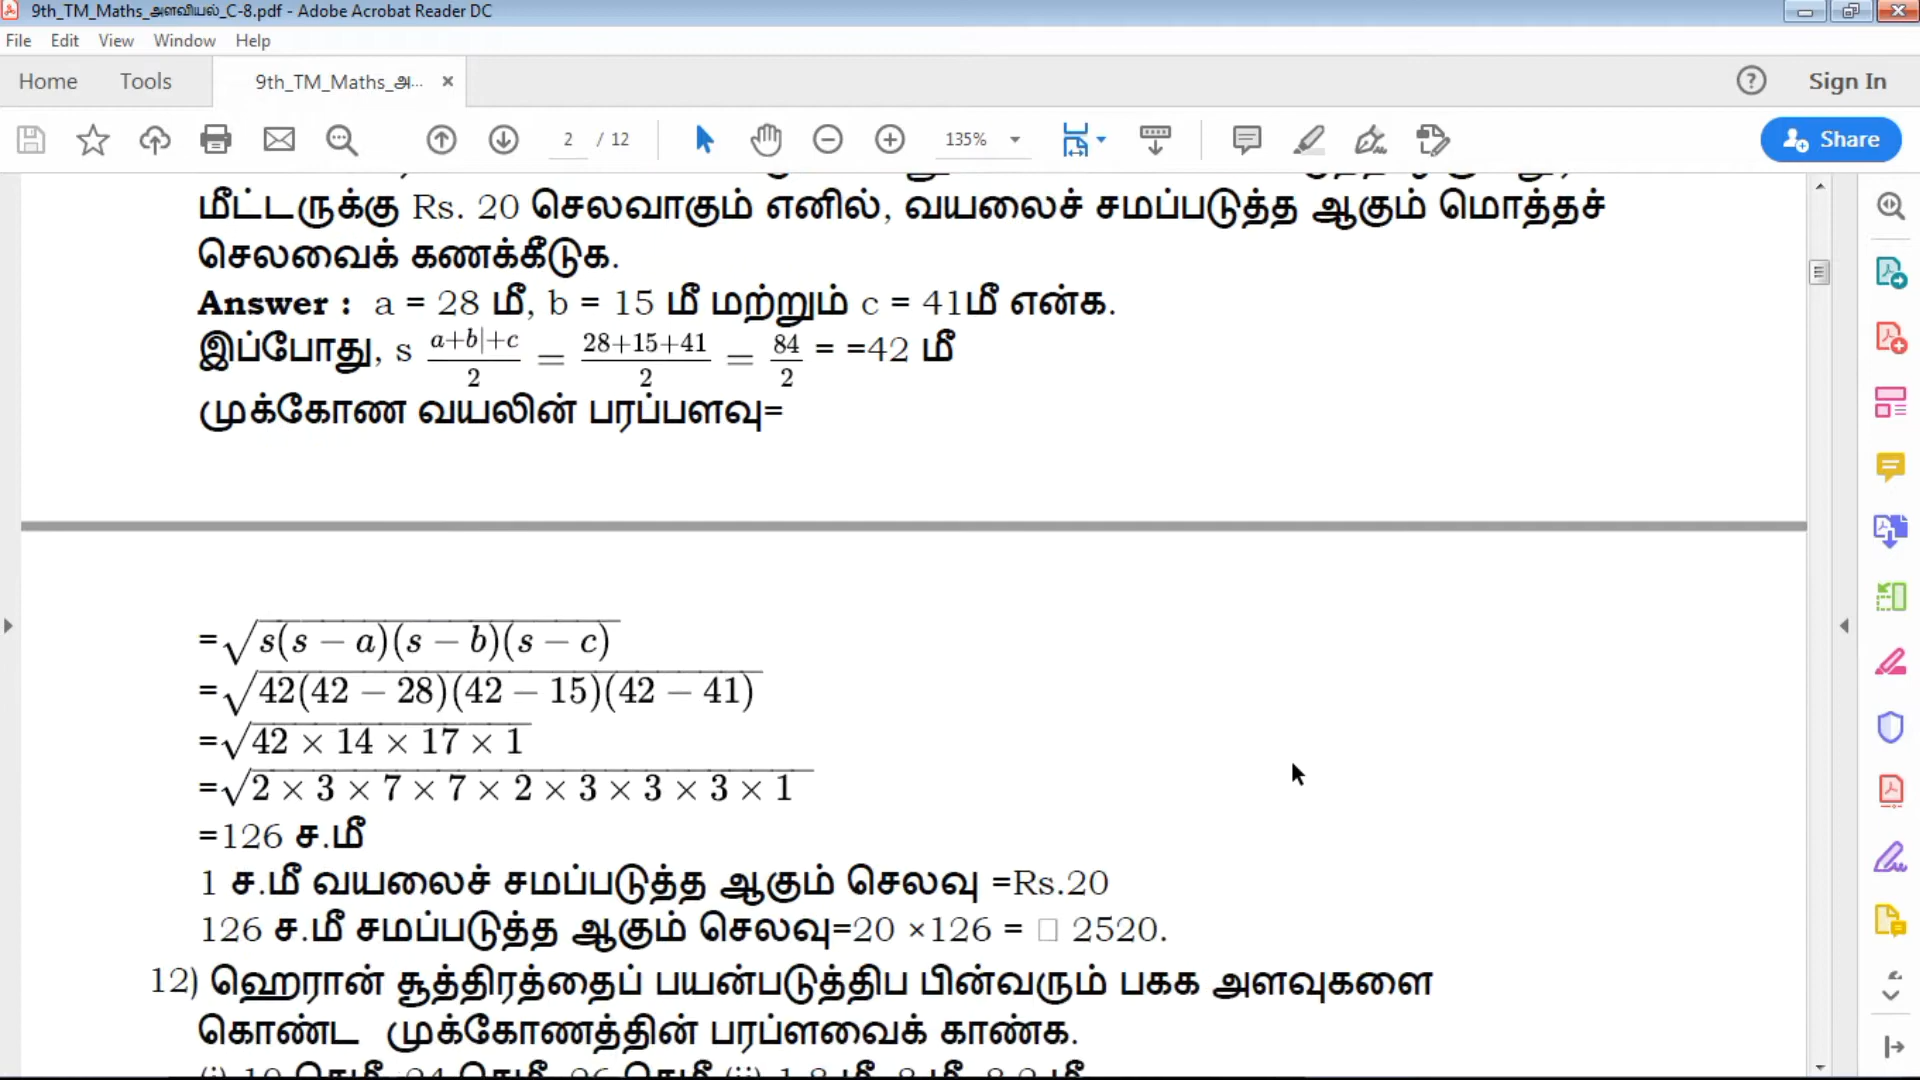 9th_TM_Maths_அளவியல்_C-8.pdf - Adobe Acrobat Reader DC
File Edit View Window Help
Home Tools 9th_TM_Maths_அ... × ? Sign In
2 / 12 135% Share
மீட்டருக்கு Rs. 20 செலவாகும் எனில், வயலைச் சமப்படுத்த ஆகும் மொத்தச்
செலவைக் கணக்கீடுக.
Answer : a = 28 மீ, b = 15 மீ மற்றும் c = 41மீ என்க.
இப்போது, s (a+b|+c)/2 = (28+15+41)/2 = 84/2 = =42 மீ
முக்கோண வயலின் பரப்பளவு=
=√(s(s − a)(s − b)(s − c))
=√(42(42 − 28)(42 − 15)(42 − 41))
=√(42 × 14 × 17 × 1)
=√(2 × 3 × 7 × 7 × 2 × 3 × 3 × 3 × 1)
=126 ச.மீ
1 ச.மீ வயலைச் சமப்படுத்த ஆகும் செலவு =Rs.20
126 ச.மீ சமப்படுத்த ஆகும் செலவு=20 ×126 = □ 2520.
12) ஹெரான் சூத்திரத்தைப் பயன்படுத்திப பின்வரும் பகக அளவுகளை
கொண்ட முக்கோணத்தின் பரப்ளவைக் காண்க.